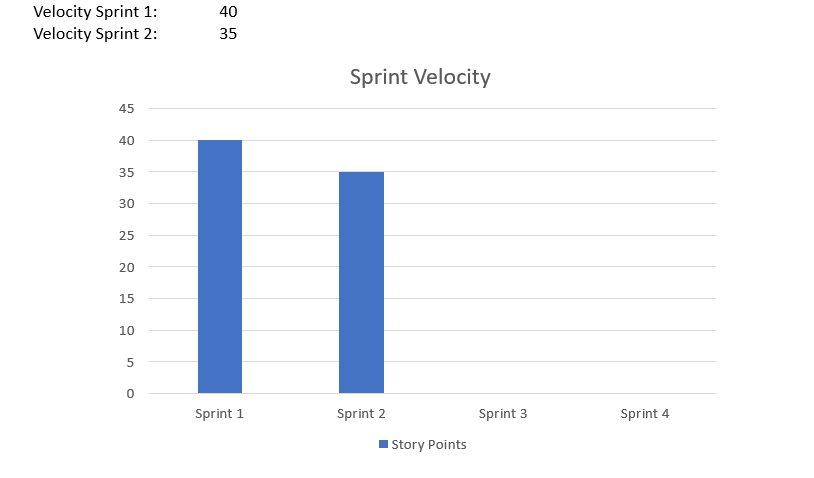 Velocity Sprint 1: 40
Velocity Sprint 2: 35
Sprint Velocity
45
40
35
30
25
20
15
10
5
0
Sprint 1 Sprint 2 Sprint 3 Sprint 4
Story Points